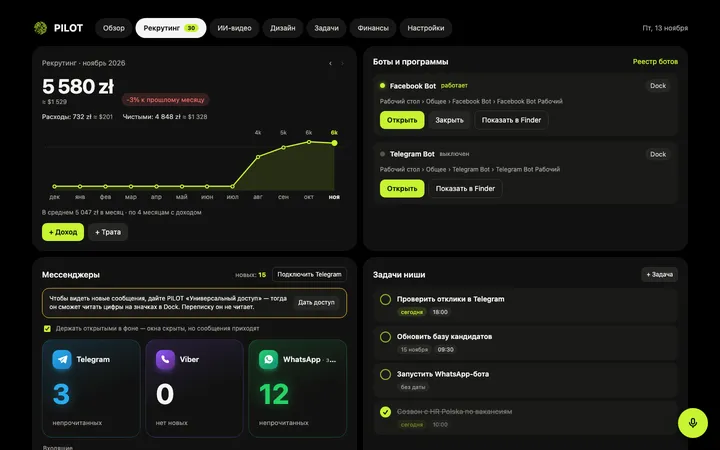 PILOT
Обзор
Рекрутинг 30
ИИ-видео
Дизайн
Задачи
Финансы
Настройки
Пт, 13 ноября
Рекрутинг · ноябрь 2026
5 580 zł
≈ $1 529
-3% к прошлому месяцу
Расходы: 732 zł ≈ $201 Чистыми: 4 848 zł ≈ $1 328
4k 5k 6k 6k
дек янв фев мар апр май июн июл авг сен окт ноя
В среднем 5 047 zł в месяц · по 4 месяцам с доходом
+ Доход
+ Трата
Боты и программы
Реестр ботов
Facebook Bot работает
Dock
Рабочий стол › Общее › Facebook Bot › Facebook Bot Рабочий
Открыть
Закрыть
Показать в Finder
Telegram Bot выключен
Dock
Рабочий стол › Общее › Telegram Bot › Telegram Bot Рабочий
Открыть
Показать в Finder
Мессенджеры
новых: 15
Подключить Telegram
Чтобы видеть новые сообщения, дайте PILOT «Универсальный доступ» — тогда
он сможет читать цифры на значках в Dock. Переписку он не читает.
Дать доступ
Держать открытыми в фоне — окна скрыты, но сообщения приходят
Telegram
3
непрочитанных
Viber
0
нет новых
WhatsApp · з...
12
непрочитанных
Входящие
Задачи ниши
+ Задача
Проверить отклики в Telegram
сегодня 18:00
Обновить базу кандидатов
15 ноября 09:30
Запустить WhatsApp-бота
без даты
Созвон с HR Polska по вакансиям
сегодня 10:00